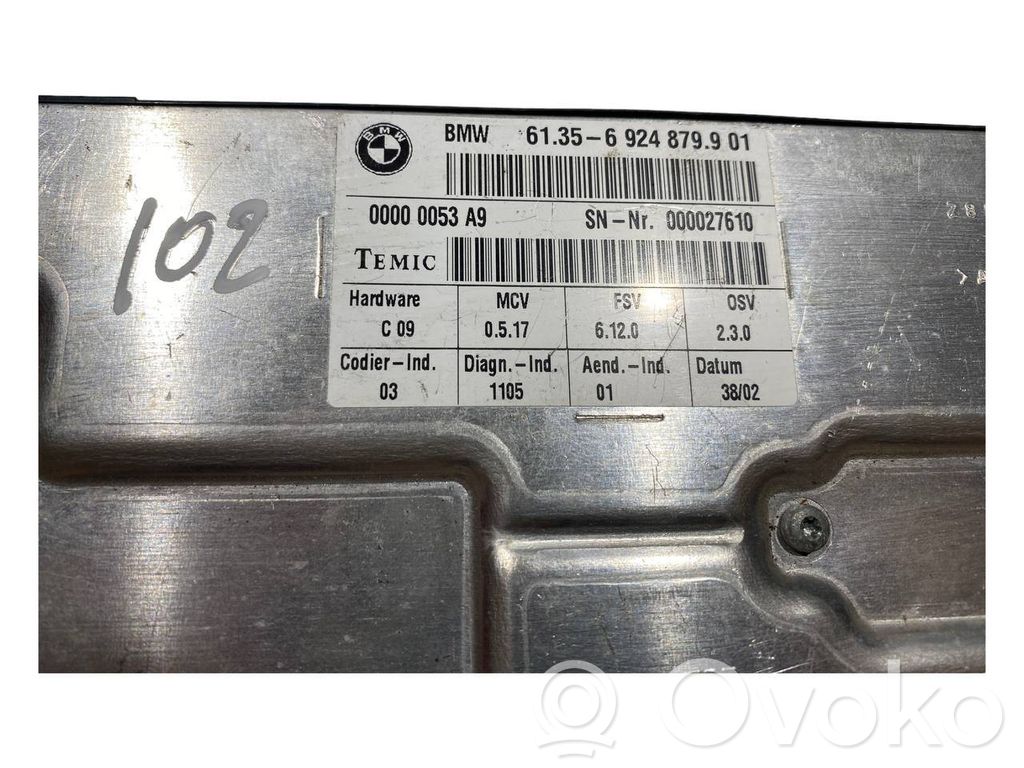 BMW 61.35-6 924 879.9 01
BMW
0000 0053 A9 SN-Nr. 000027610
TEMIC
Hardware MCV FSV OSV
C 09 0.5.17 6.12.0 2.3.0
Codier-Ind. Diagn.-Ind. Aend.-Ind. Datum
03 1105 01 38/02
102
Ovoko